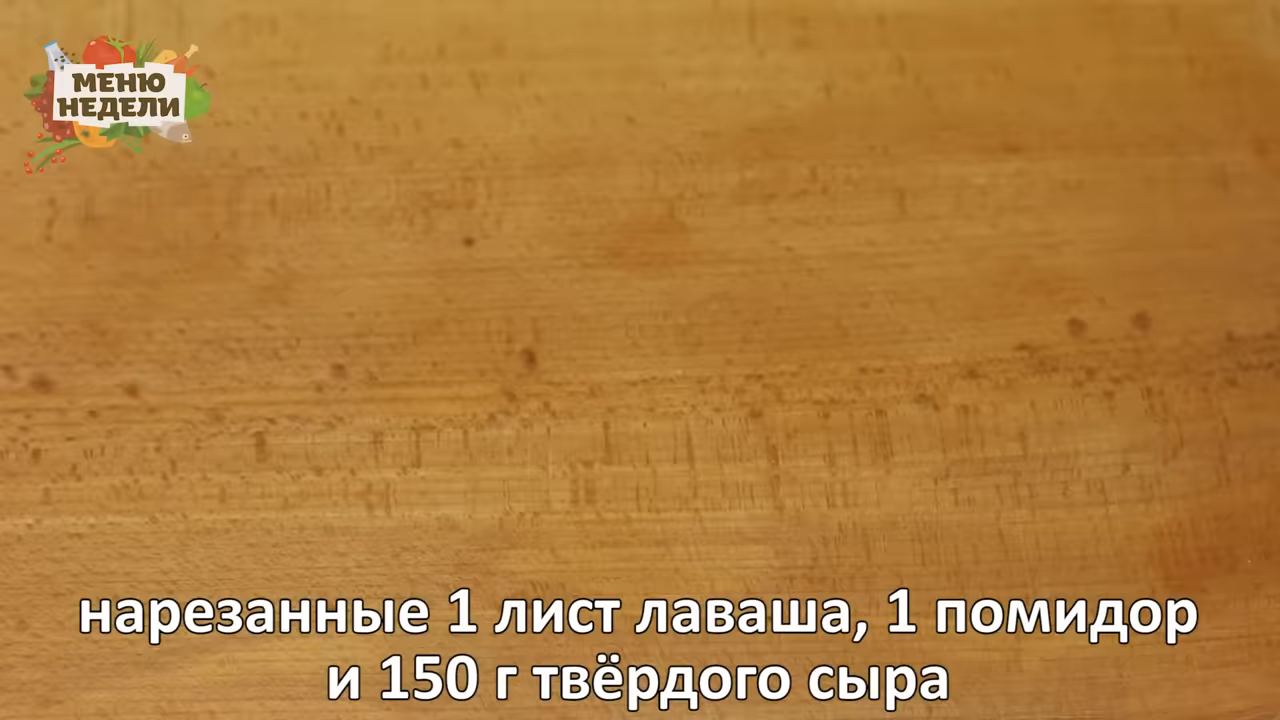 МЕНЮ
НЕДЕЛИ
нарезанные 1 лист лаваша, 1 помидор
и 150 г твёрдого сыра